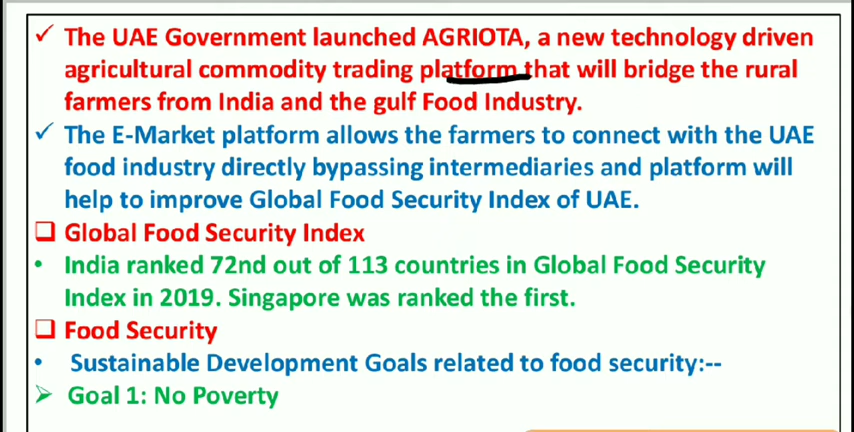 ✓ The UAE Government launched AGRIOTA, a new technology driven
agricultural commodity trading platform that will bridge the rural
farmers from India and the gulf Food Industry.
✓ The E-Market platform allows the farmers to connect with the UAE
food industry directly bypassing intermediaries and platform will
help to improve Global Food Security Index of UAE.
❑ Global Food Security Index
• India ranked 72nd out of 113 countries in Global Food Security
Index in 2019. Singapore was ranked the first.
❑ Food Security
• Sustainable Development Goals related to food security:--
➢ Goal 1: No Poverty